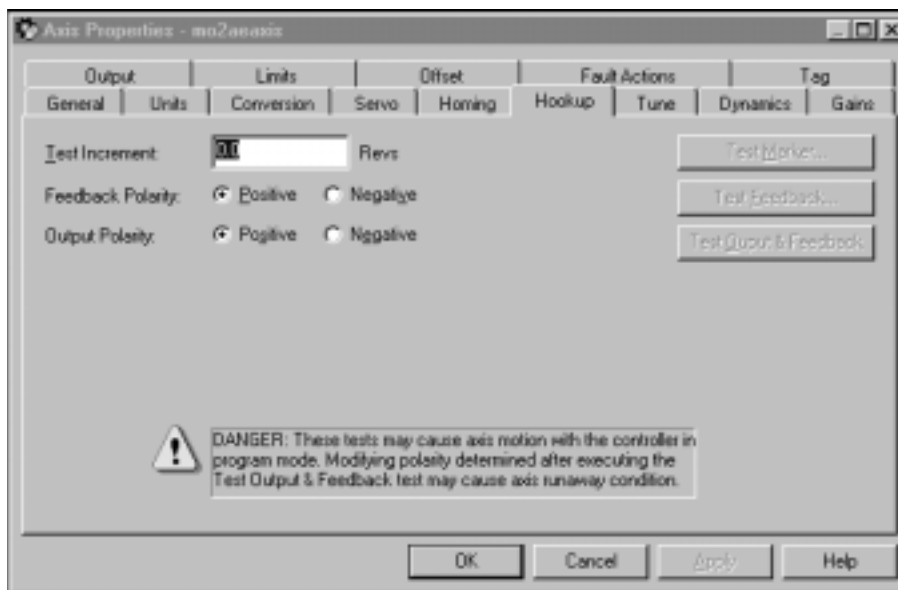 Axis Properties - mo2aeaxis
Output Limits Offset Fault Actions Tag
General Units Conversion Servo Homing Hookup Tune Dynamics Gains
Test Increment: 0.0 Revs Test Marker...
Feedback Polarity: Positive Negative Test Feedback...
Output Polarity: Positive Negative Test Ouput & Feedback
DANGER: These tests may cause axis motion with the controller in
program mode. Modifying polarity determined after executing the
Test Output & Feedback test may cause axis runaway condition.
OK Cancel Apply Help